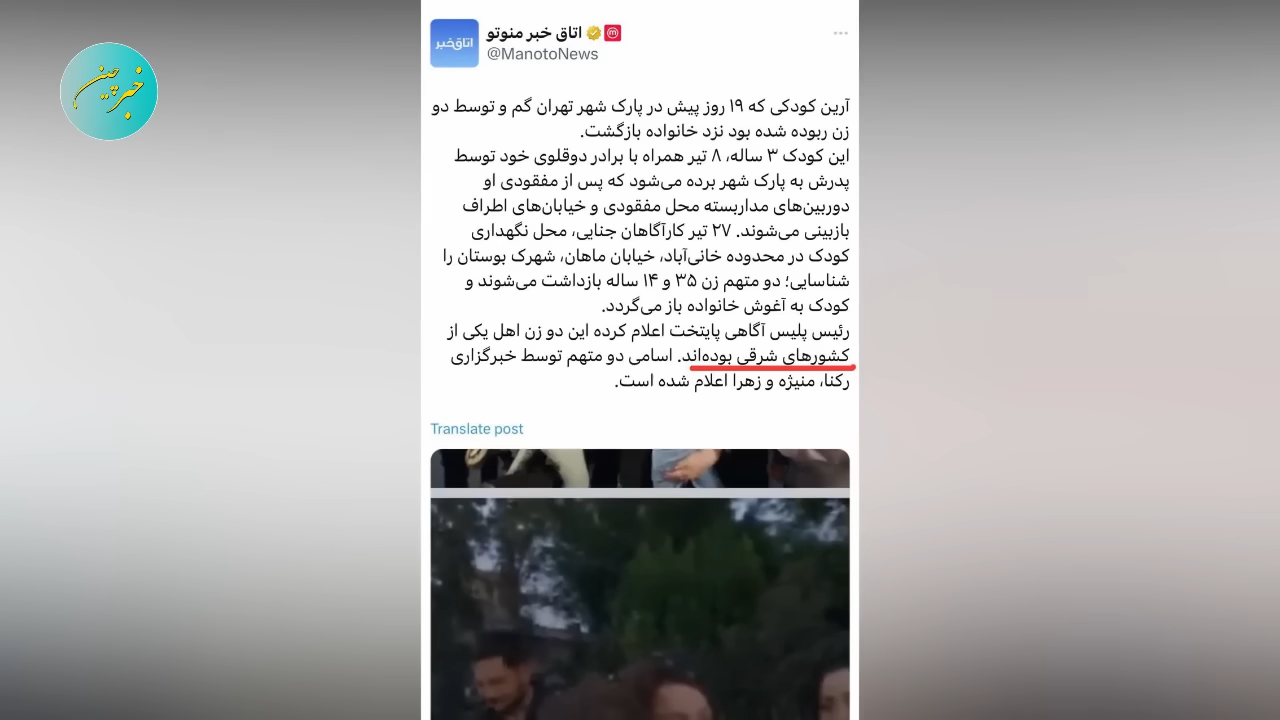 خبرچین
اتاق خبر
اتاق خبر منوتو
@ManotoNews
آرین کودکی که ۱۹ روز پیش در پارک شهر تهران گم و توسط دو
زن ربوده شده بود نزد خانواده بازگشت.
این کودک ۳ ساله، ۸ تیر همراه با برادر دوقلوی خود توسط
پدرش به پارک شهر برده می‌شود که پس از مفقودی او
دوربین‌های مداربسته محل مفقودی و خیابان‌های اطراف
بازبینی می‌شوند. ۲۷ تیر کارآگاهان جنایی، محل نگهداری
کودک در محدوده خانی‌آباد، خیابان ماهان، شهرک بوستان را
شناسایی؛ دو متهم زن ۳۵ و ۱۴ ساله بازداشت می‌شوند و
کودک به آغوش خانواده باز می‌گردد.
رئیس پلیس آگاهی پایتخت اعلام کرده این دو زن اهل یکی از
کشورهای شرقی بوده‌اند. اسامی دو متهم توسط خبرگزاری
رکنا، منیژه و زهرا اعلام شده است.
Translate post